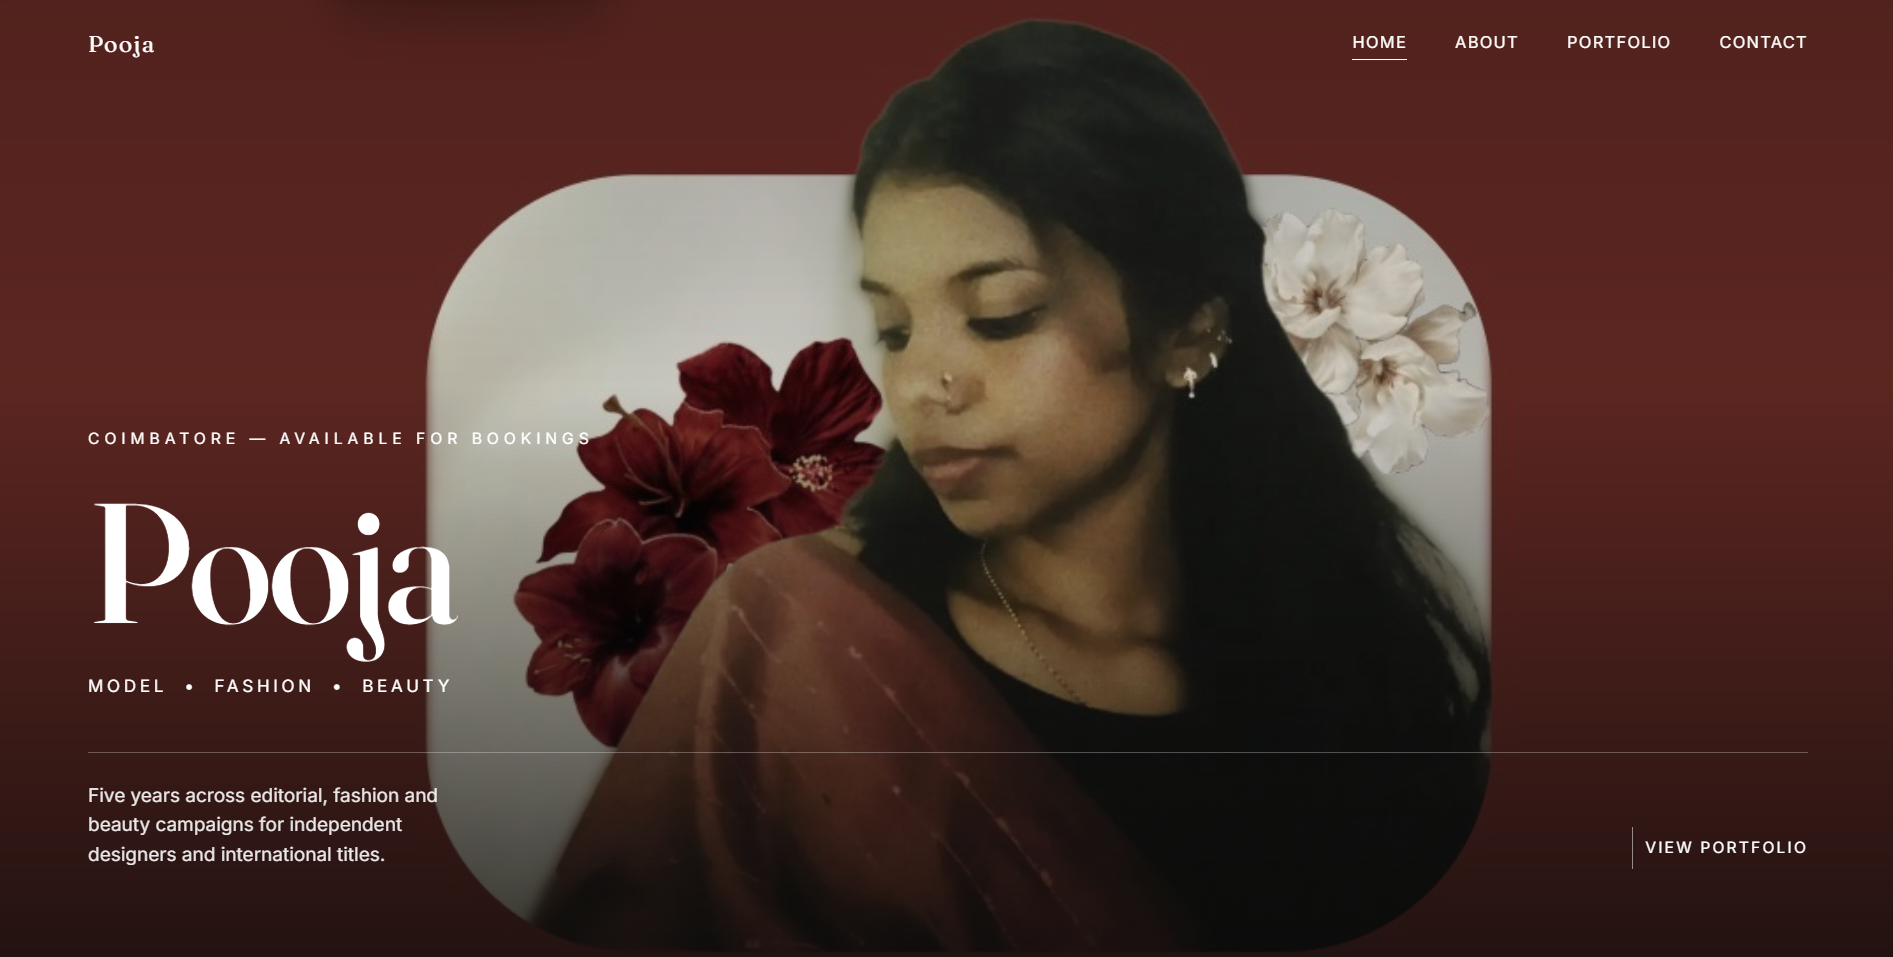 Pooja
HOME ABOUT PORTFOLIO CONTACT
COIMBATORE — AVAILABLE FOR BOOKINGS
Pooja
MODEL • FASHION • BEAUTY
Five years across editorial, fashion and
beauty campaigns for independent
designers and international titles.
VIEW PORTFOLIO